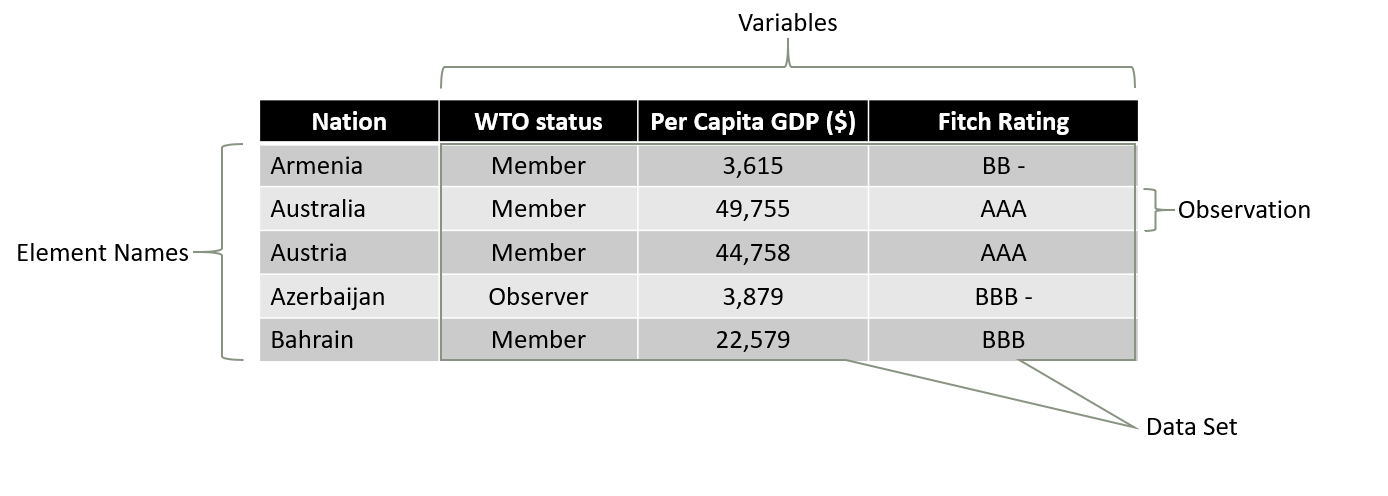 Variables
Nation WTO status Per Capita GDP ($) Fitch Rating
Armenia Member 3,615 BB -
Australia Member 49,755 AAA
Observation
Element Names
Austria Member 44,758 AAA
Azerbaijan Observer 3,879 BBB -
Bahrain Member 22,579 BBB
Data Set